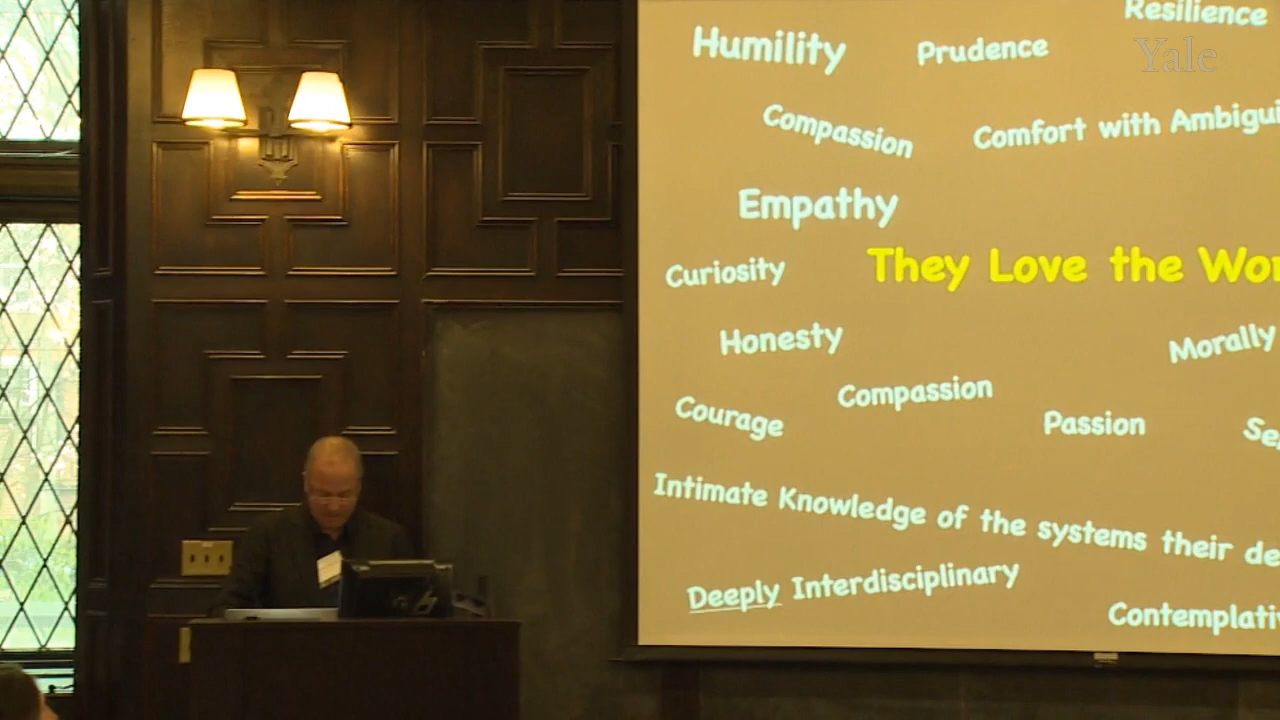 Resilience
Humility
Prudence
Yale
Compassion
Comfort with
Empathy
They Love the
Curiosity
Honesty
Morally
Compassion
Courage
Passion
Intimate Knowledge of the systems their
Deeply Interdisciplinary